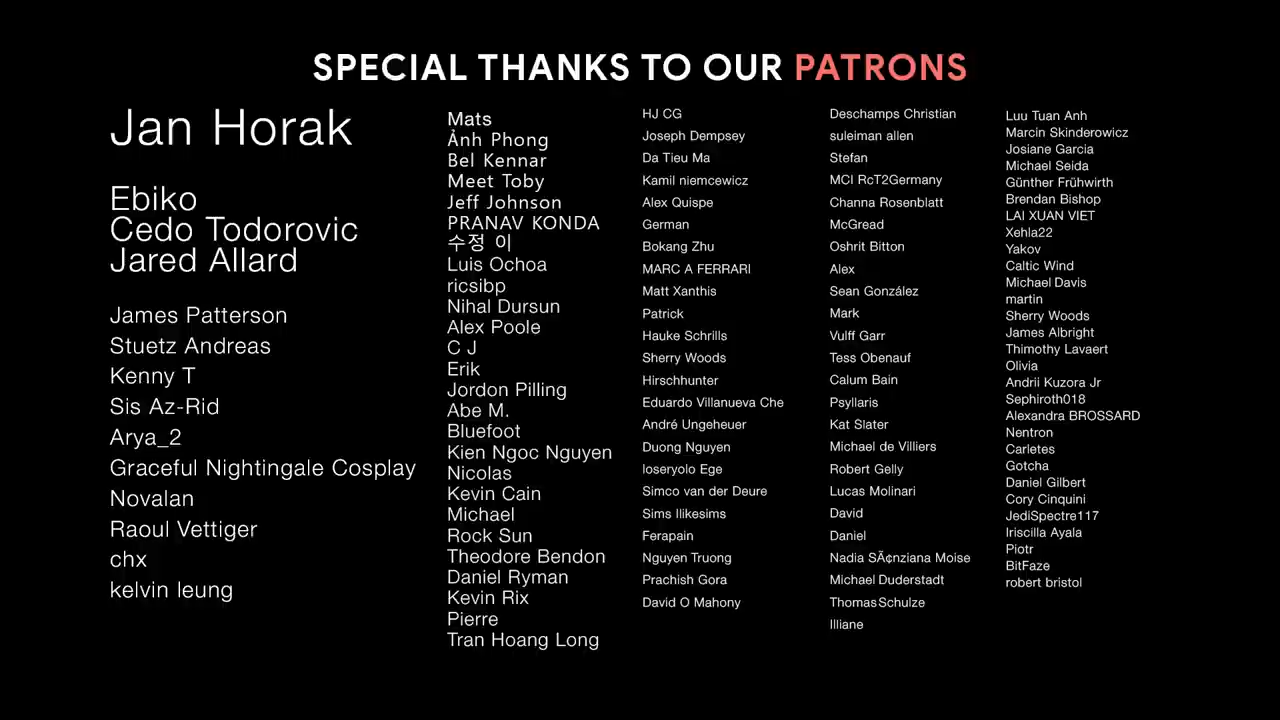 SPECIAL THANKS TO OUR PATRONS
Jan Horak
Ebiko
Cedo Todorovic
Jared Allard
James Patterson
Stuetz Andreas
Kenny T
Sis Az-Rid
Arya_2
Graceful Nightingale Cosplay
Novalan
Raoul Vettiger
chx
kelvin leung
Mats
Ảnh Phong
Bel Kennar
Meet Toby
Jeff Johnson
PRANAV KONDA
수정 이
Luis Ochoa
ricsibp
Nihal Dursun
Alex Poole
C J
Erik
Jordon Pilling
Abe M.
Bluefoot
Kien Ngoc Nguyen
Nicolas
Kevin Cain
Michael
Rock Sun
Theodore Bendon
Daniel Ryman
Kevin Rix
Pierre
Tran Hoang Long
HJ CG
Joseph Dempsey
Da Tieu Ma
Kamil niemcewicz
Alex Quispe
German
Bokang Zhu
MARC A FERRARI
Matt Xanthis
Patrick
Hauke Schrills
Sherry Woods
Hirschhunter
Eduardo Villanueva Che
André Ungeheuer
Duong Nguyen
loseryolo Ege
Simco van der Deure
Sims Ilikesims
Ferapain
Nguyen Truong
Prachish Gora
David O Mahony
Deschamps Christian
suleiman allen
Stefan
MCI RcT2Germany
Channa Rosenblatt
McGread
Oshrit Bitton
Alex
Sean González
Mark
Vulff Garr
Tess Obenauf
Calum Bain
Psyllaris
Kat Slater
Michael de Villiers
Robert Gelly
Lucas Molinari
David
Daniel
Nadia SÃ¢nziana Moise
Michael Duderstadt
Thomas Schulze
Illiane
Luu Tuan Anh
Marcin Skinderowicz
Josiane Garcia
Michael Seida
Günther Frühwirth
Brendan Bishop
LAI XUAN VIET
Xehla22
Yakov
Caltic Wind
Michael Davis
martin
Sherry Woods
James Albright
Thimothy Lavaert
Olivia
Andrii Kuzora Jr
Sephiroth018
Alexandra BROSSARD
Nentron
Carletes
Gotcha
Daniel Gilbert
Cory Cinquini
JediSpectre117
Iriscilla Ayala
Piotr
BitFaze
robert bristol